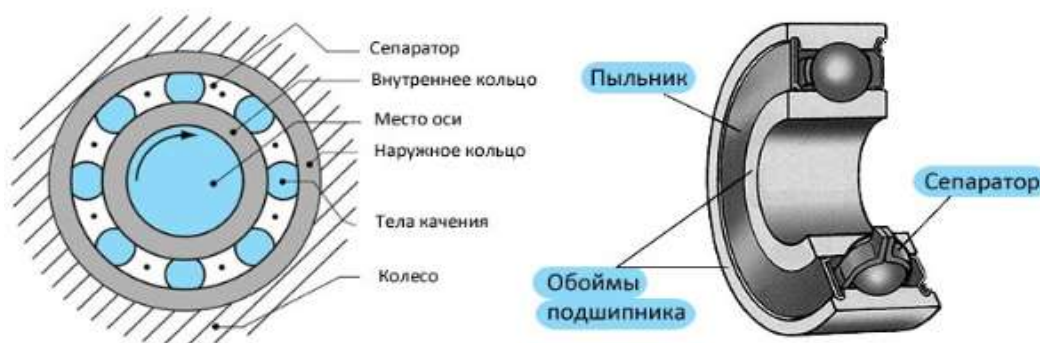 Сепаратор
Внутреннее кольцо
Место оси
Наружное кольцо
Тела качения
Колесо
Пыльник
Сепаратор
Обоймы
подшипника